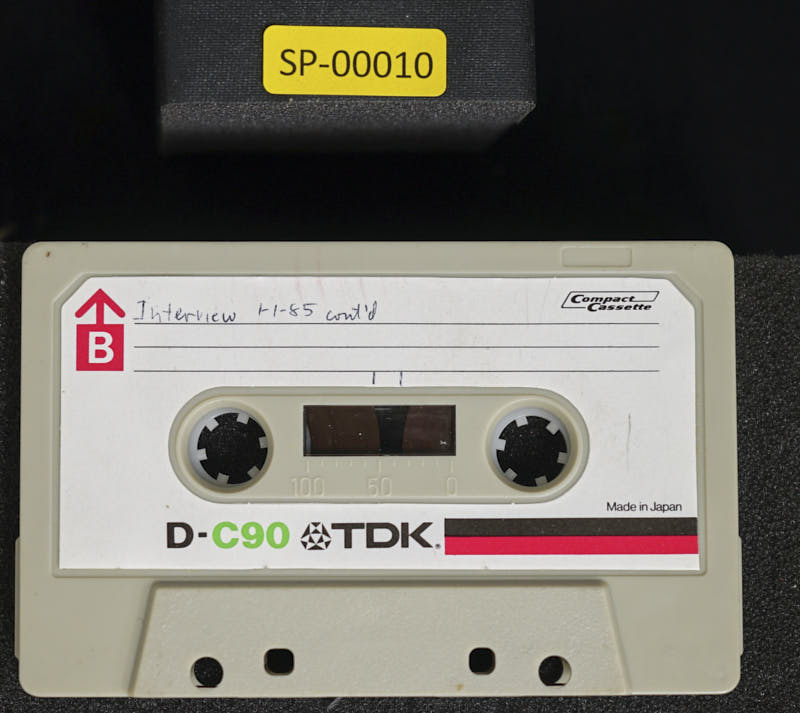 SP-00010
Interview 1-1-85 cont'd
Compact
Cassette
B
100 50 0
Made in Japan
D-C90 TDK.